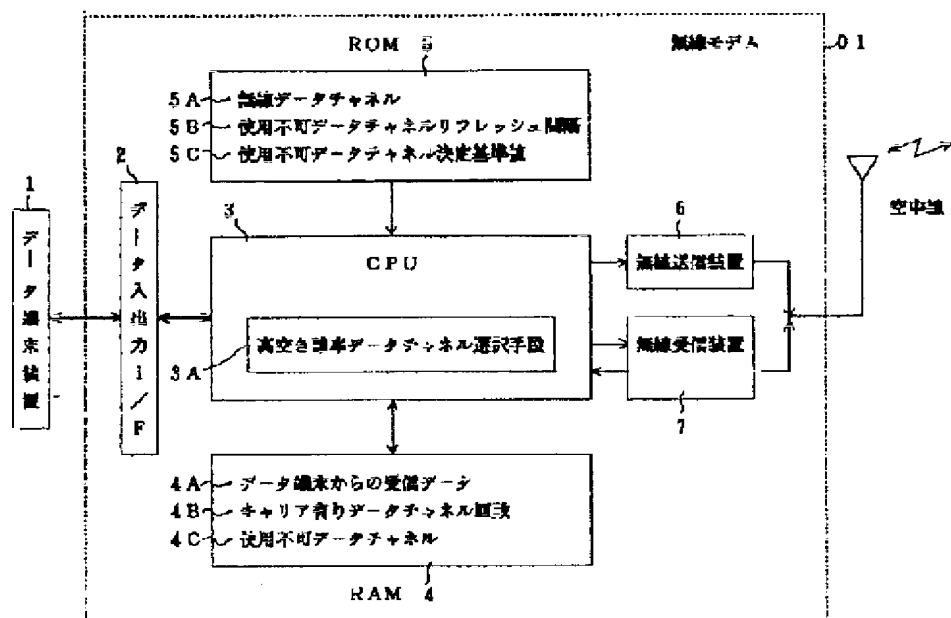 ROM 5
無線モデム
01
5A 無線データチャネル
5B 使用不可データチャネルリフレッシュ間隔
5C 使用不可データチャネル決定基準値
1
データ端末装置
2
データ入出力I/F
3
CPU
3A 高空き確率データチャンネル選択手段
6
無線送信装置
無線受信装置
7
空中線
4A データ端末からの受信データ
4B キャリア有りデータチャンネル回数
4C 使用不可データチャネル
RAM 4